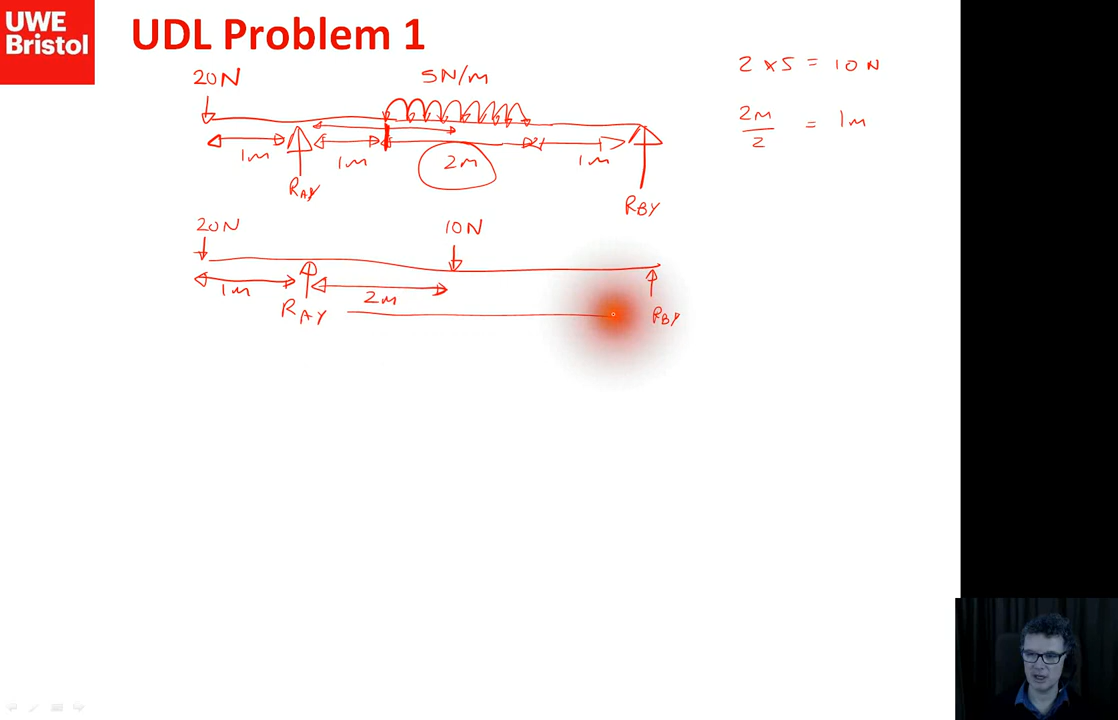 UWE
Bristol
UDL Problem 1
20N
5N/m
2 × 5 = 10 N
2m
2
= 1m
1m
1m
2m
1m
RAY
RBY
20N
10N
1m
2m
RAY
RBY